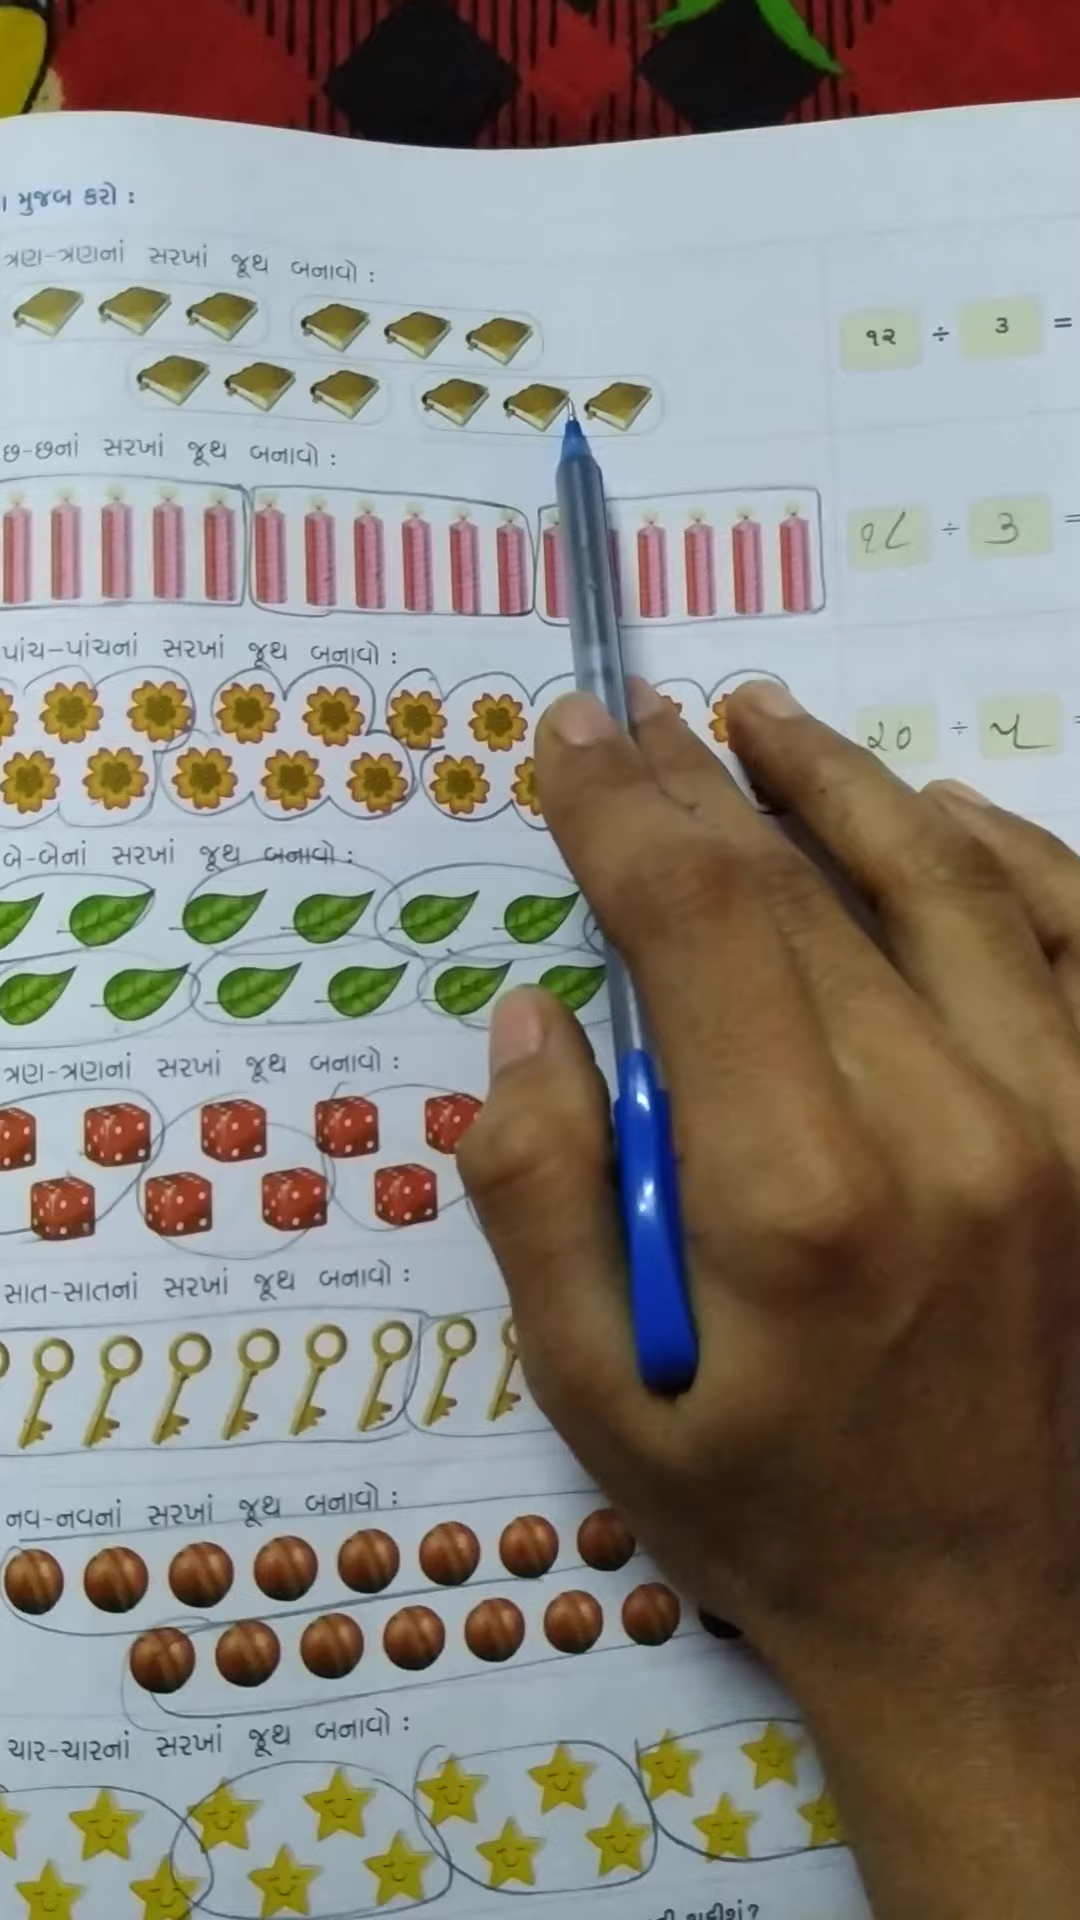 મુજબ કરો :
ત્રણ-ત્રણનાં સરખાં જૂથ બનાવો :
૧૨ ÷ ૩ =
છ-છનાં સરખાં જૂથ બનાવો :
૧૮ ÷ ૩ =
પાંચ-પાંચનાં સરખાં જૂથ બનાવો :
૨૦ ÷ ૫ =
બે-બેનાં સરખાં જૂથ બનાવો :
ત્રણ-ત્રણનાં સરખાં જૂથ બનાવો :
સાત-સાતનાં સરખાં જૂથ બનાવો :
નવ-નવનાં સરખાં જૂથ બનાવો :
ચાર-ચારનાં સરખાં જૂથ બનાવો :